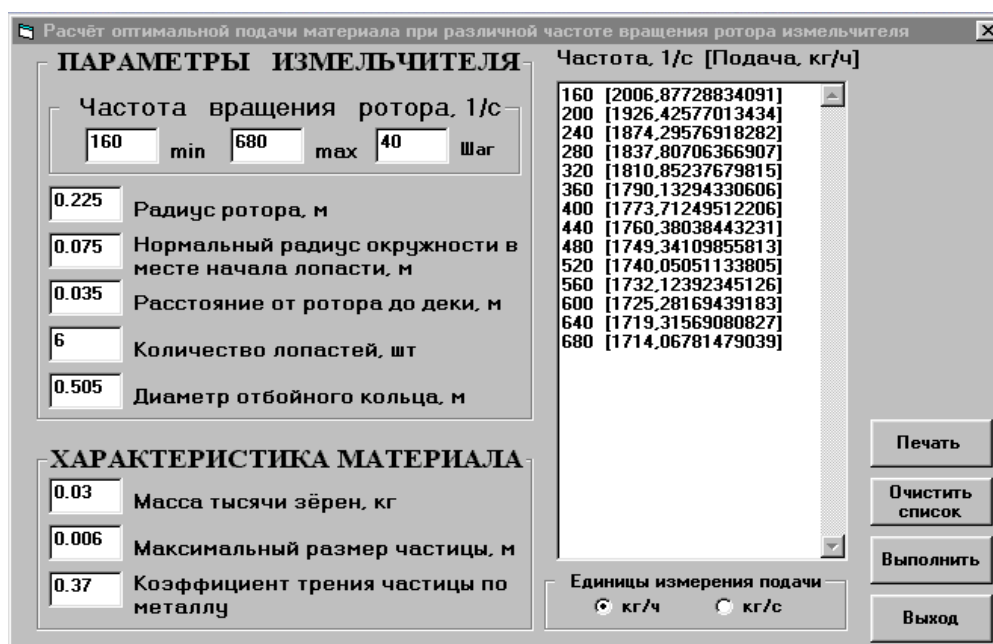 Расчёт оптимальной подачи материала при различной частоте вращения ротора измельчителя
ПАРАМЕТРЫ ИЗМЕЛЬЧИТЕЛЯ
Частота вращения ротора, 1/с
160 min 680 max 40 Шаг
0.225 Радиус ротора, м
0.075 Нормальный радиус окружности в
месте начала лопасти, м
0.035 Расстояние от ротора до деки, м
6 Количество лопастей, шт
0.505 Диаметр отбойного кольца, м
ХАРАКТЕРИСТИКА МАТЕРИАЛА
0.03 Масса тысячи зёрен, кг
0.006 Максимальный размер частицы, м
0.37 Коэффициент трения частицы по
металлу
Частота, 1/с [Подача, кг/ч]
160 [2006,87728834091]
200 [1926,42577013434]
240 [1874,29576918282]
280 [1837,80706366907]
320 [1810,85237679815]
360 [1790,13294330606]
400 [1773,71249512206]
440 [1760,38038443231]
480 [1749,34109855813]
520 [1740,05051133805]
560 [1732,12392345126]
600 [1725,28169439183]
640 [1719,31569080827]
680 [1714,06781479039]
Единицы измерения подачи
кг/ч кг/с
Печать
Очистить
список
Выполнить
Выход